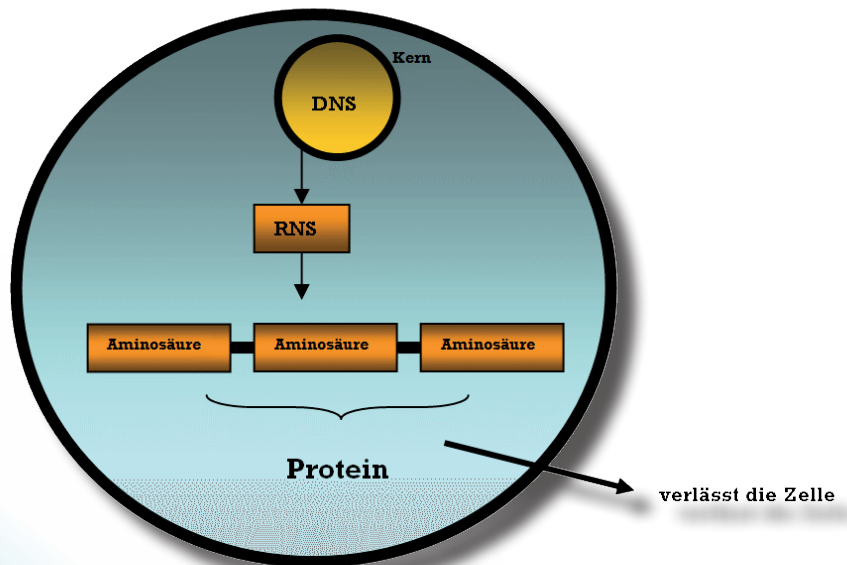 Kern
DNS
RNS
Aminosäure Aminosäure Aminosäure
Protein
verlässt die Zelle